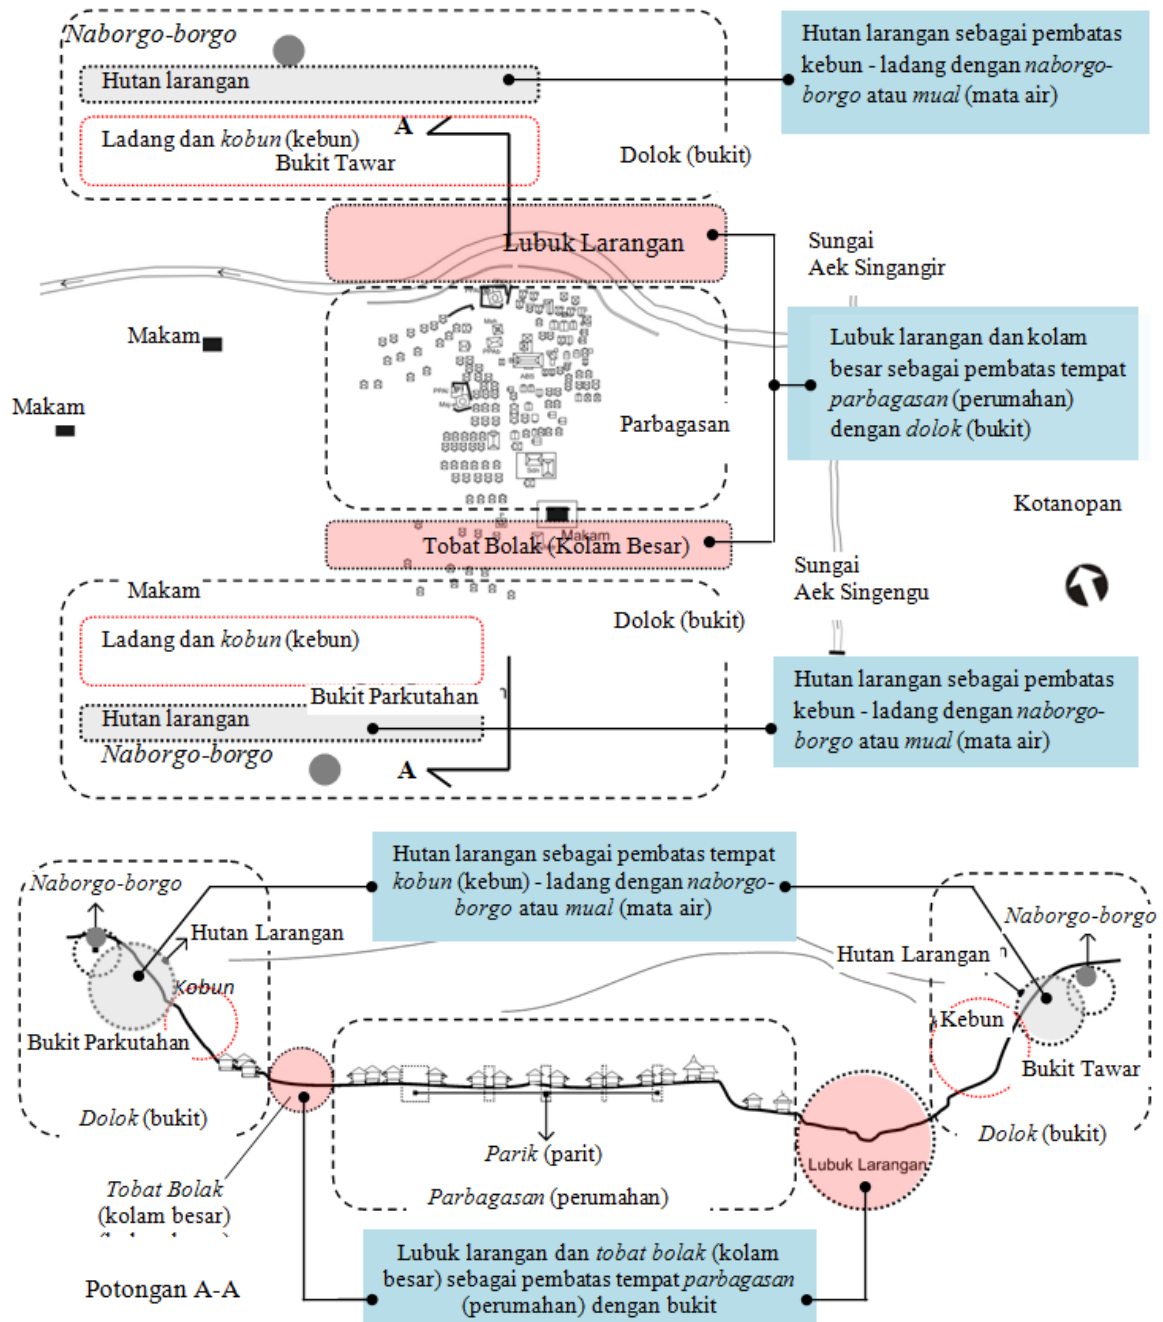 Naborgo-borgo
Hutan larangan
Ladang dan kobun (kebun)
Bukit Tawar
A
Dolok (bukit)
Hutan larangan sebagai pembatas
kebun - ladang dengan naborgo-
borgo atau mual (mata air)
Lubuk Larangan
Sungai
Aek Singangir
Makam
Makam
Parbagasan
ABS
Sdn
Lubuk larangan dan kolam
besar sebagai pembatas tempat
parbagasan (perumahan)
dengan dolok (bukit)
Kotanopan
Makam
Tobat Bolak (Kolam Besar)
Sungai
Aek Singengu
Makam
Dolok (bukit)
Ladang dan kobun (kebun)
Bukit Parkutahan
Hutan larangan
Naborgo-borgo
A
Hutan larangan sebagai pembatas
kebun - ladang dengan naborgo-
borgo atau mual (mata air)
Hutan larangan sebagai pembatas tempat
kobun (kebun) - ladang dengan naborgo-
borgo atau mual (mata air)
Naborgo-borgo
Hutan Larangan
Kobun
Bukit Parkutahan
Dolok (bukit)
Tobat Bolak
(kolam besar)
Parik (parit)
Parbagasan (perumahan)
Naborgo-borgo
Hutan Larangan
Kebun
Bukit Tawar
Dolok (bukit)
Lubuk Larangan
Lubuk larangan dan tobat bolak (kolam
besar) sebagai pembatas tempat parbagasan
(perumahan) dengan bukit
Potongan A-A